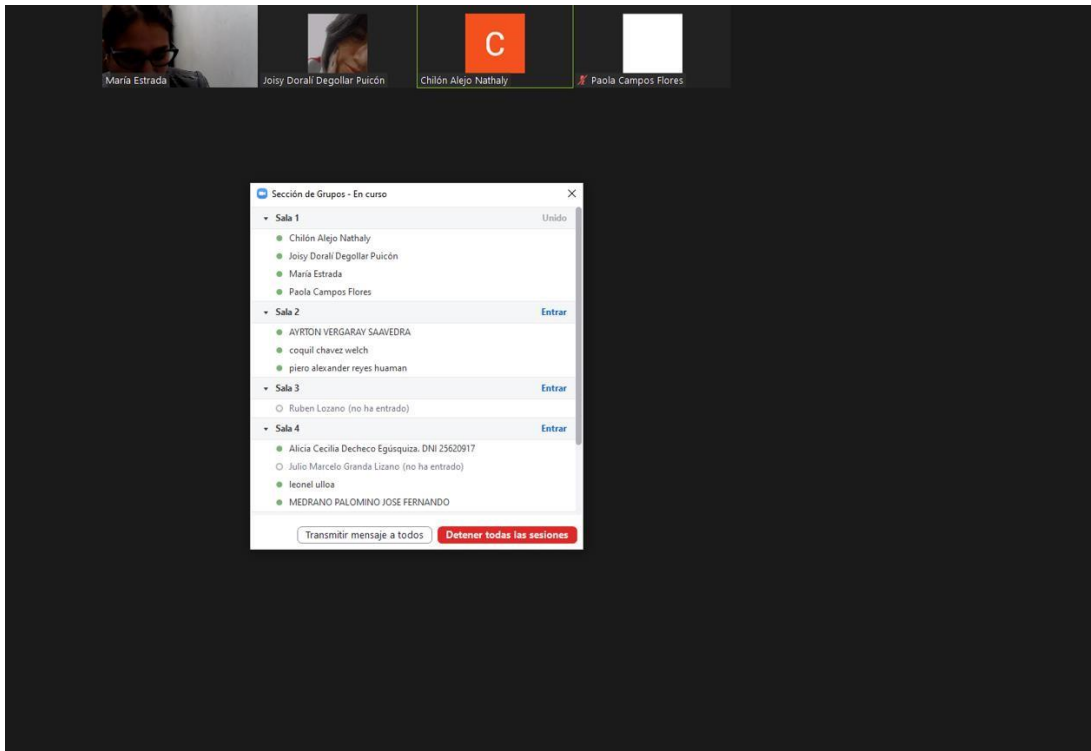 María Estrada
Joisy Doralí Degollar Puicón
C
Chilón Alejo Nathaly
Paola Campos Flores
Sección de Grupos - En curso
Sala 1 Unido
Chilón Alejo Nathaly
Joisy Doralí Degollar Puicón
María Estrada
Paola Campos Flores
Sala 2 Entrar
AYRTON VERGARAY SAAVEDRA
coquil chavez welch
piero alexander reyes huaman
Sala 3 Entrar
Ruben Lozano (no ha entrado)
Sala 4 Entrar
Alicia Cecilia Decheco Egúsquiza. DNI 25620917
Julio Marcelo Granda Lizano (no ha entrado)
leonel ulloa
MEDRANO PALOMINO JOSE FERNANDO
Transmitir mensaje a todos Detener todas las sesiones